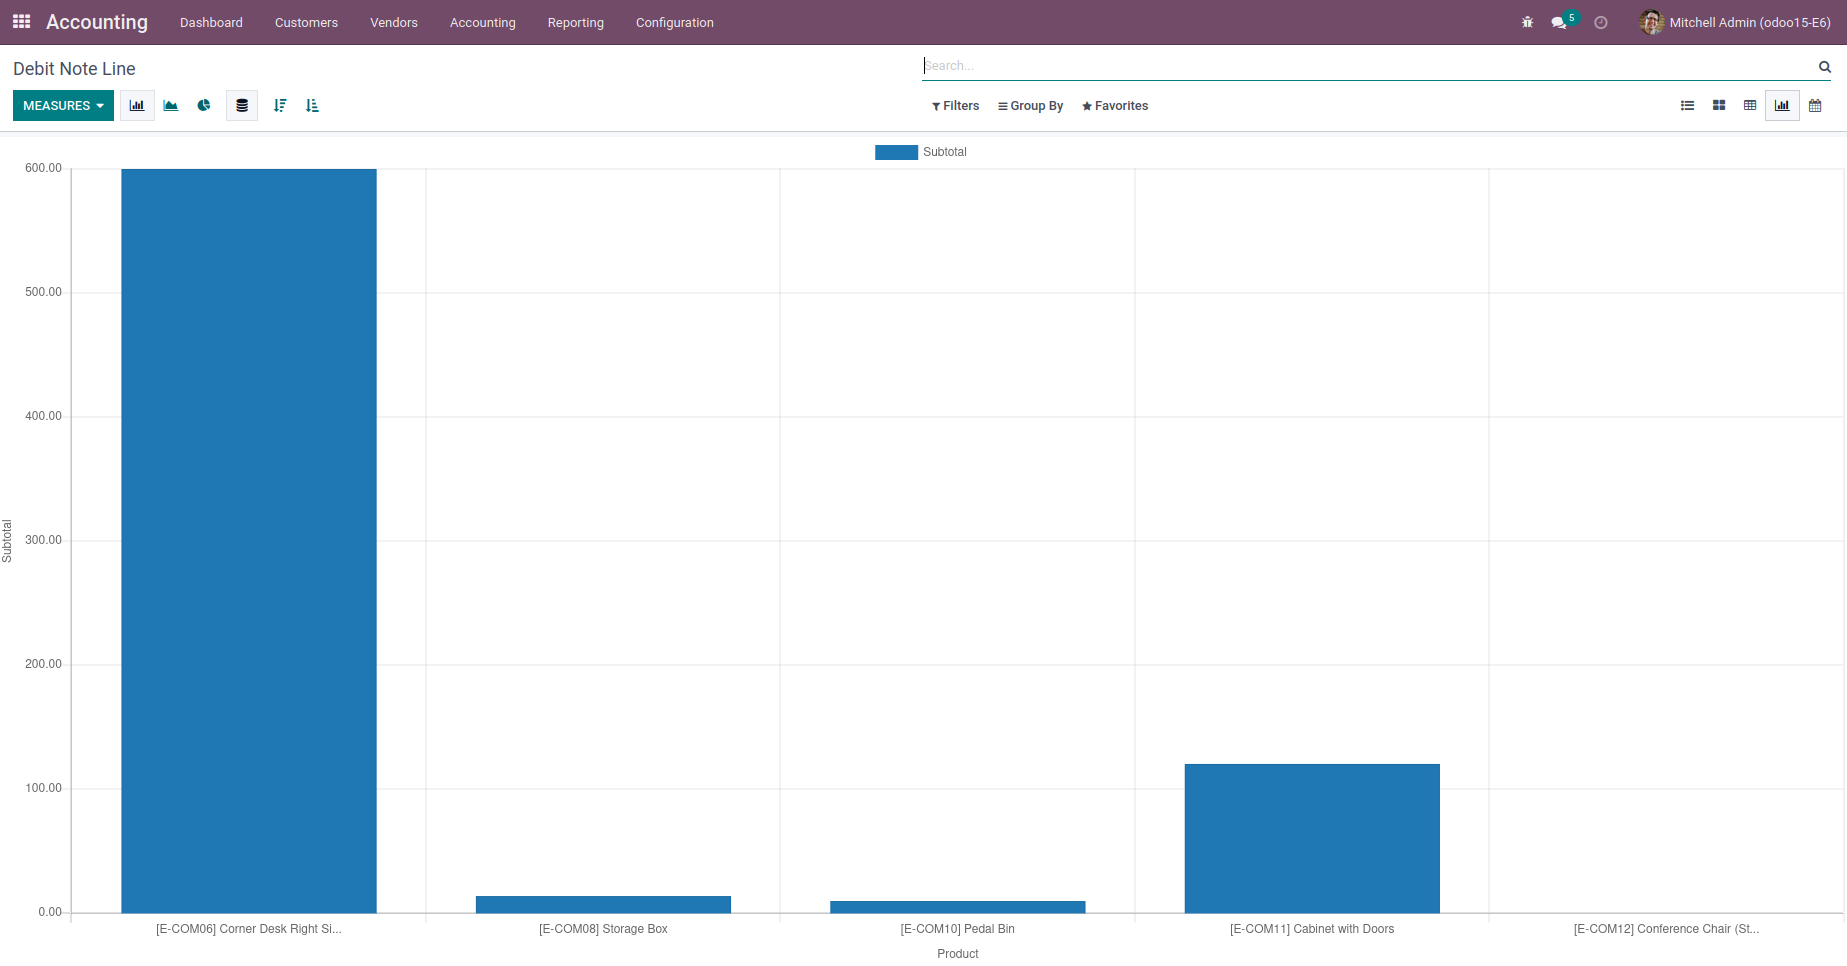 Accounting Dashboard Customers Vendors Accounting Reporting Configuration 5 Mitchell Admin (odoo15-E6)
Debit Note Line
Search...
MEASURES
Filters Group By Favorites
Subtotal
600.00
500.00
400.00
300.00
200.00
100.00
0.00
Subtotal
[E-COM06] Corner Desk Right Si... [E-COM08] Storage Box [E-COM10] Pedal Bin [E-COM11] Cabinet with Doors [E-COM12] Conference Chair (St...
Product